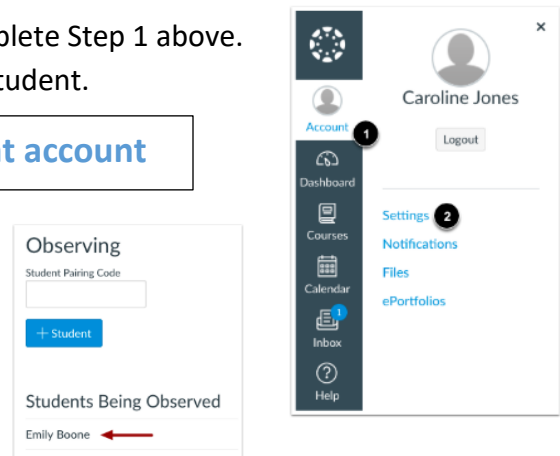 plete Step 1 above.
tudent.
t account
Observing
Student Pairing Code
+ Student
Students Being Observed
Emily Boone
×
Caroline Jones
Logout
Account
1
Dashboard
Courses
Calendar
1
Inbox
Help
Settings 2
Notifications
Files
ePortfolios